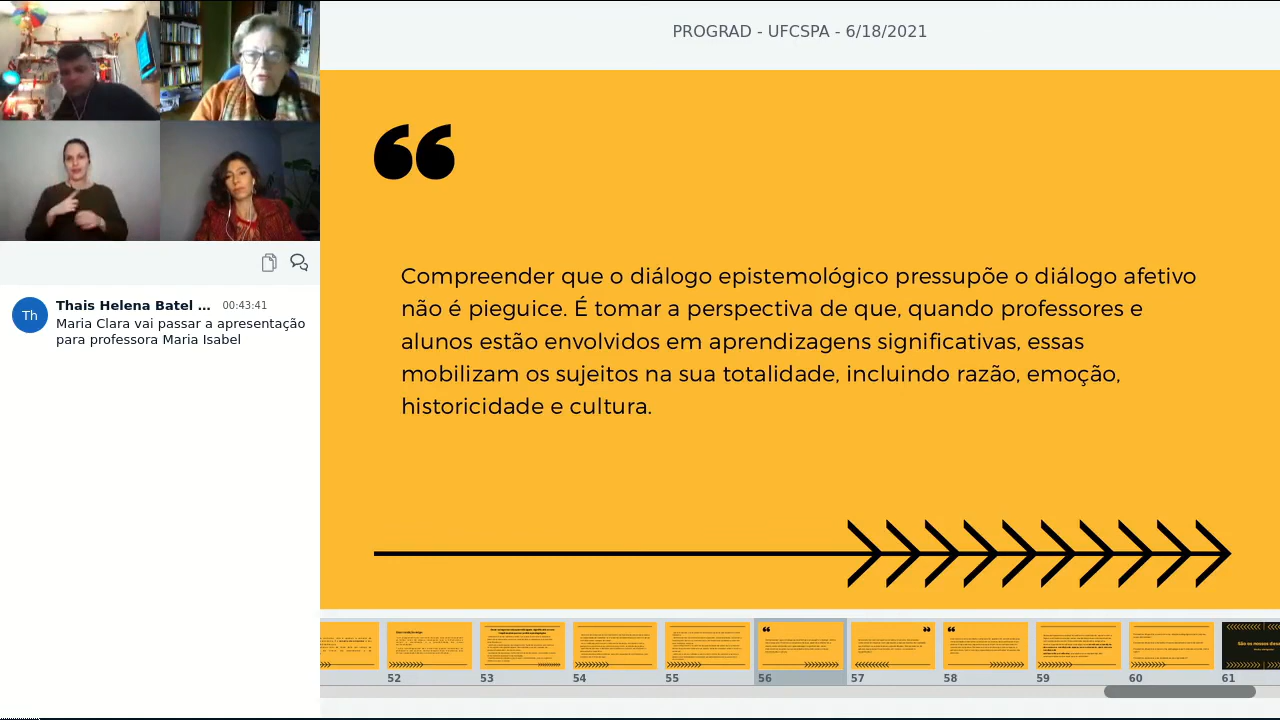 PROGRAD - UFCSPA - 6/18/2021
Th
Thais Helena Batel ...
00:43:41
Maria Clara vai passar a apresentação
para professora Maria Isabel
“
Compreender que o diálogo epistemológico pressupõe o diálogo afetivo
não é pieguice. É tomar a perspectiva de que, quando professores e
alunos estão envolvidos em aprendizagens significativas, essas
mobilizam os sujeitos na sua totalidade, incluindo razão, emoção,
historicidade e cultura.
52
53
54
55
56
57
58
59
60
61